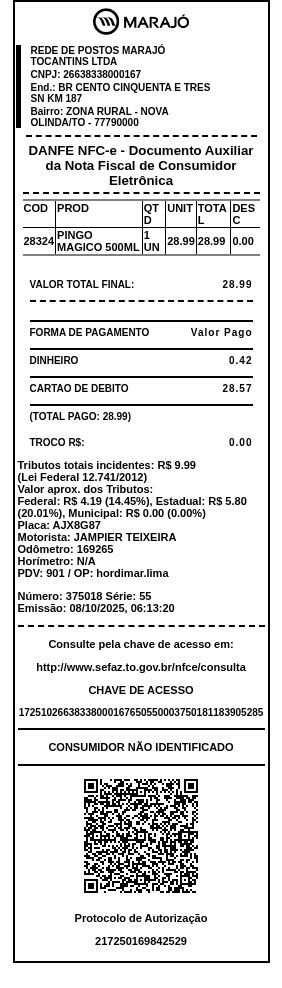 MARAJÓ
REDE DE POSTOS MARAJÓ
TOCANTINS LTDA
CNPJ: 26638338000167
End.: BR CENTO CINQUENTA E TRES
SN KM 187
Bairro: ZONA RURAL - NOVA
OLINDA/TO - 77790000
DANFE NFC-e - Documento Auxiliar
da Nota Fiscal de Consumidor
Eletrônica
COD PROD QTD UNIT TOTAL DESC
28324 PINGO MAGICO 500ML 1 UN 28.99 28.99 0.00
VALOR TOTAL FINAL: 28.99
FORMA DE PAGAMENTO Valor Pago
DINHEIRO 0.42
CARTAO DE DEBITO 28.57
(TOTAL PAGO: 28.99)
TROCO R$: 0.00
Tributos totais incidentes: R$ 9.99
(Lei Federal 12.741/2012)
Valor aprox. dos Tributos:
Federal: R$ 4.19 (14.45%), Estadual: R$ 5.80
(20.01%), Municipal: R$ 0.00 (0.00%)
Placa: AJX8G87
Motorista: JAMPIER TEIXEIRA
Odômetro: 169265
Horímetro: N/A
PDV: 901 / OP: hordimar.lima
Número: 375018 Série: 55
Emissão: 08/10/2025, 06:13:20
Consulte pela chave de acesso em:
http://www.sefaz.to.gov.br/nfce/consulta
CHAVE DE ACESSO
17251026638338000167650550003750181183905285
CONSUMIDOR NÃO IDENTIFICADO
Protocolo de Autorização
217250169842529